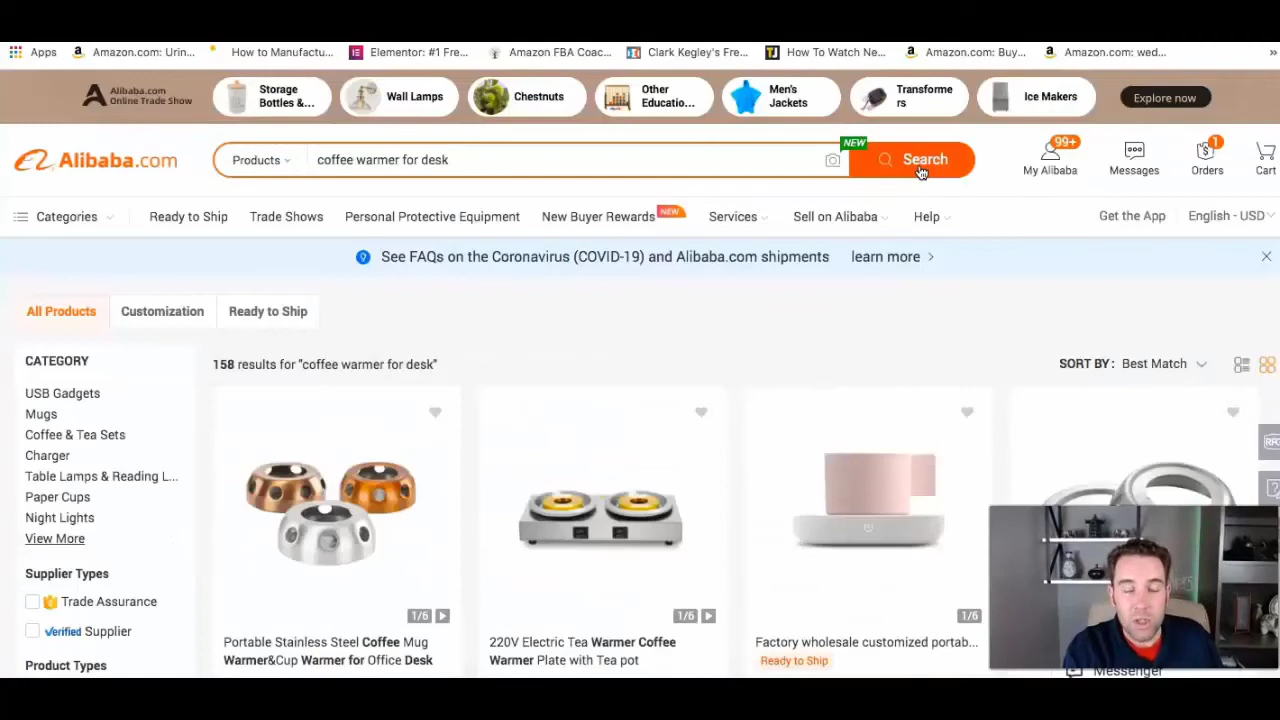 Apps
Amazon.com: Urin...
How to Manufactu...
Elementor: #1 Fre...
Amazon FBA Coac...
Clark Kegley's Fre...
How To Watch Ne...
Amazon.com: Buy...
Amazon.com: wed...
»
Alibaba.com
Online Trade Show
Storage
Bottles &...
Wall Lamps
Chestnuts
Other
Educatio...
Men's
Jackets
Transforme
rs
Ice Makers
Explore now
Alibaba.com
Products
coffee warmer for desk
NEW
Search
99+
My Alibaba
Messages
1
Orders
Cart
Categories
Ready to Ship
Trade Shows
Personal Protective Equipment
New Buyer Rewards
NEW
Services
Sell on Alibaba
Help
Get the App
English - USD
See FAQs on the Coronavirus (COVID-19) and Alibaba.com shipments
learn more >
All Products
Customization
Ready to Ship
CATEGORY
USB Gadgets
Mugs
Coffee & Tea Sets
Charger
Table Lamps & Reading L...
Paper Cups
Night Lights
View More
Supplier Types
Trade Assurance
Verified Supplier
Product Types
158 results for "coffee warmer for desk"
SORT BY : Best Match
RFQ
1/6
Portable Stainless Steel Coffee Mug
Warmer&Cup Warmer for Office Desk
1/6
220V Electric Tea Warmer Coffee
Warmer Plate with Tea pot
1/6
Factory wholesale customized portab...
Ready to Ship
Messenger